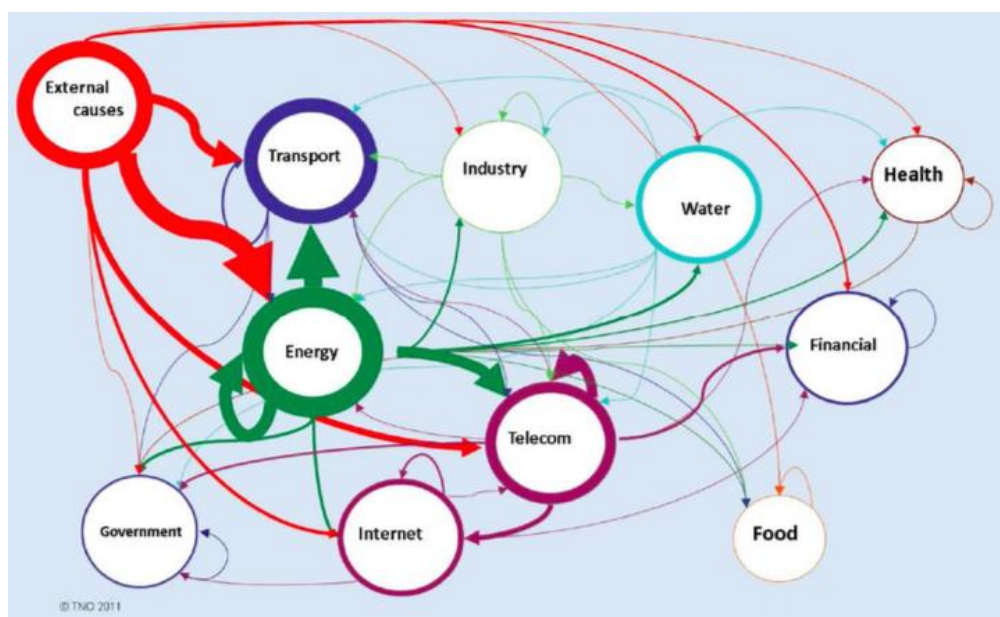 External
causes
Transport
Industry
Water
Health
Energy
Financial
Telecom
Government
Internet
Food
© TNO 2011